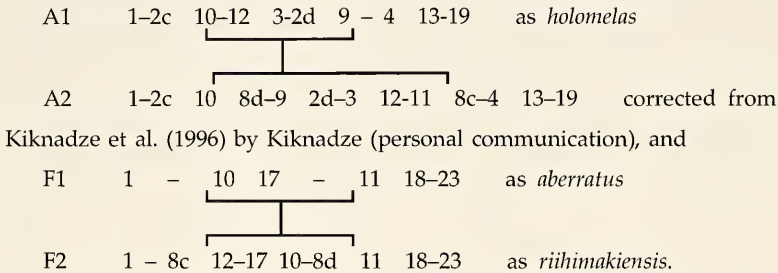 A1 1–2c 10–12 3-2d 9 – 4 13-19 as holomelas
A2 1–2c 10 8d–9 2d–3 12-11 8c–4 13–19 corrected from
Kiknadze et al. (1996) by Kiknadze (personal communication), and
F1 1 – 10 17 – 11 18–23 as aberratus
F2 1 – 8c 12–17 10–8d 11 18–23 as riihimakiensis.